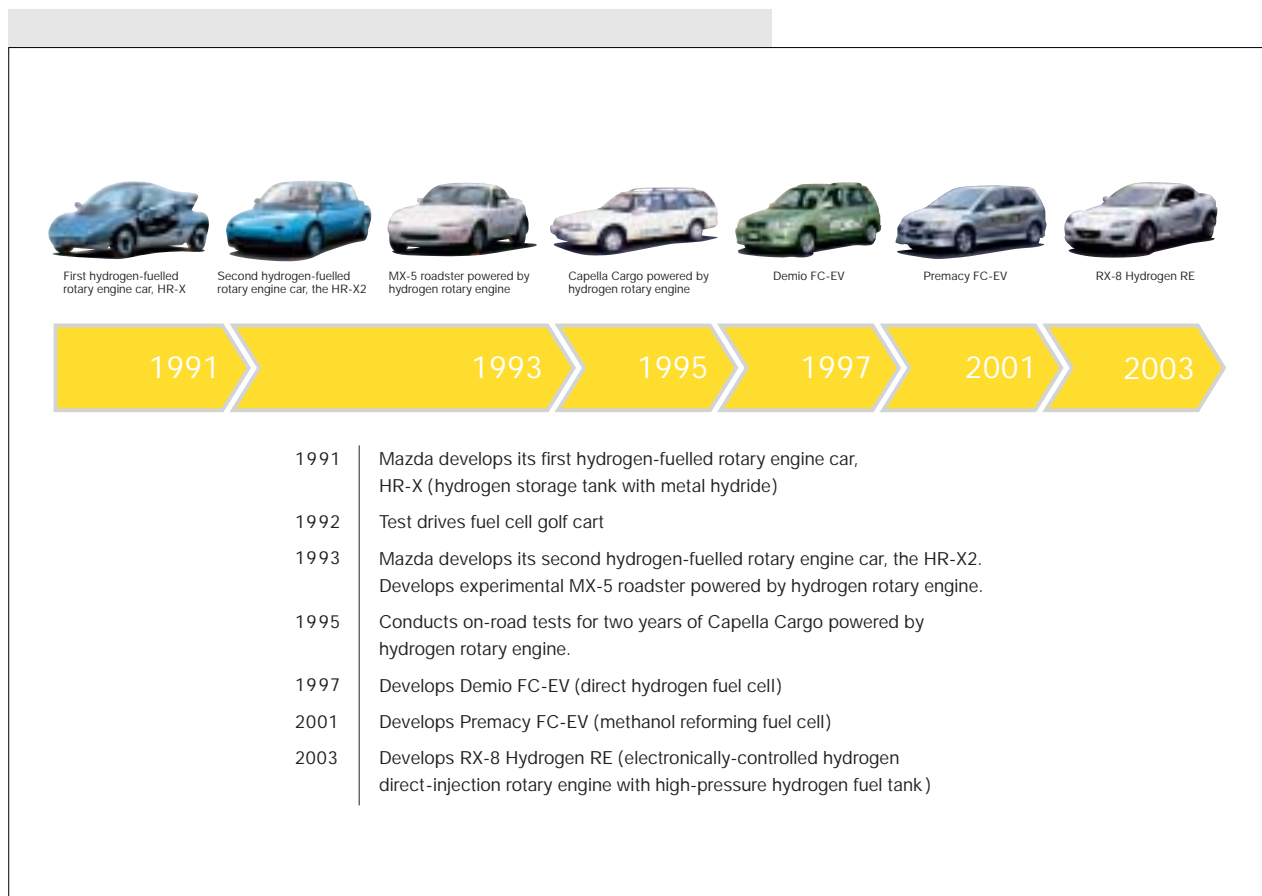 First hydrogen-fuelled
rotary engine car, HR-X
Second hydrogen-fuelled
rotary engine car, the HR-X2
MX-5 roadster powered by
hydrogen rotary engine
Capella Cargo powered by
hydrogen rotary engine
Demio FC-EV
Premacy FC-EV
RX-8 Hydrogen RE
1991
1993
1995
1997
2001
2003
1991 Mazda develops its first hydrogen-fuelled rotary engine car,
HR-X (hydrogen storage tank with metal hydride)
1992 Test drives fuel cell golf cart
1993 Mazda develops its second hydrogen-fuelled rotary engine car, the HR-X2.
Develops experimental MX-5 roadster powered by hydrogen rotary engine.
1995 Conducts on-road tests for two years of Capella Cargo powered by
hydrogen rotary engine.
1997 Develops Demio FC-EV (direct hydrogen fuel cell)
2001 Develops Premacy FC-EV (methanol reforming fuel cell)
2003 Develops RX-8 Hydrogen RE (electronically-controlled hydrogen
direct-injection rotary engine with high-pressure hydrogen fuel tank)